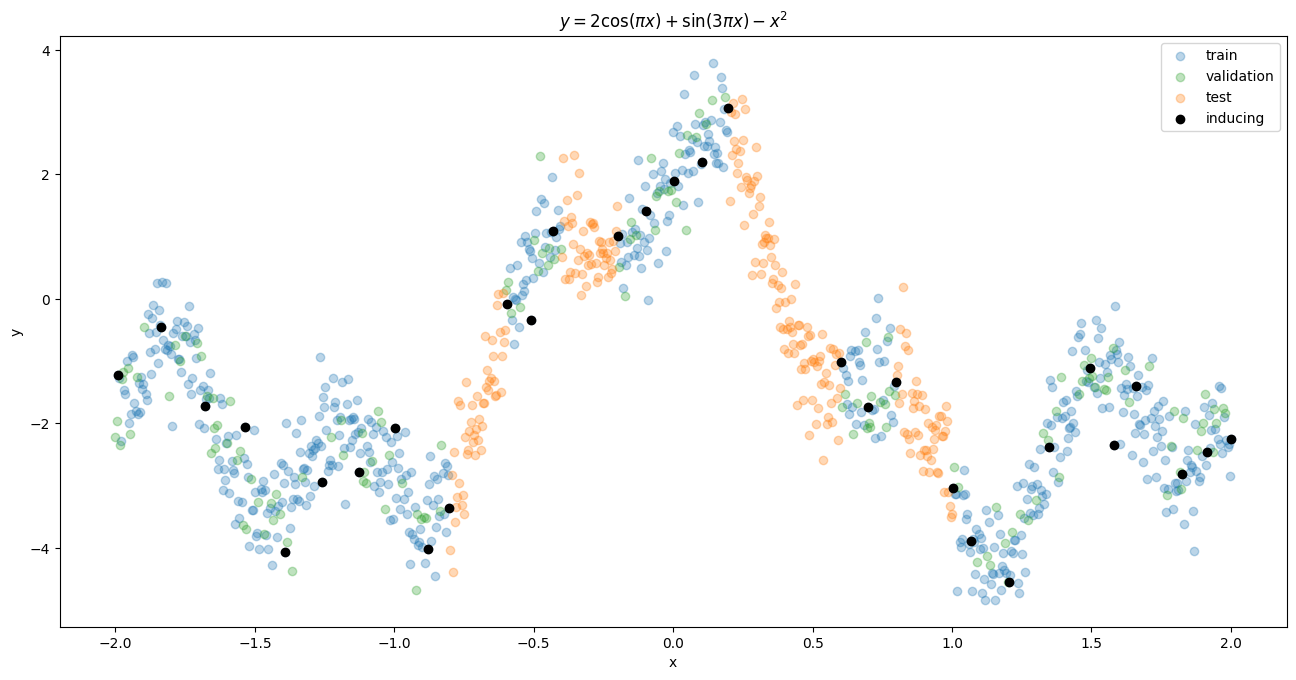 y = 2cos(πx) + sin(3πx) − x²
train
validation
test
inducing
y
4
2
0
−2
−4
−2.0 −1.5 −1.0 −0.5 0.0 0.5 1.0 1.5 2.0
x